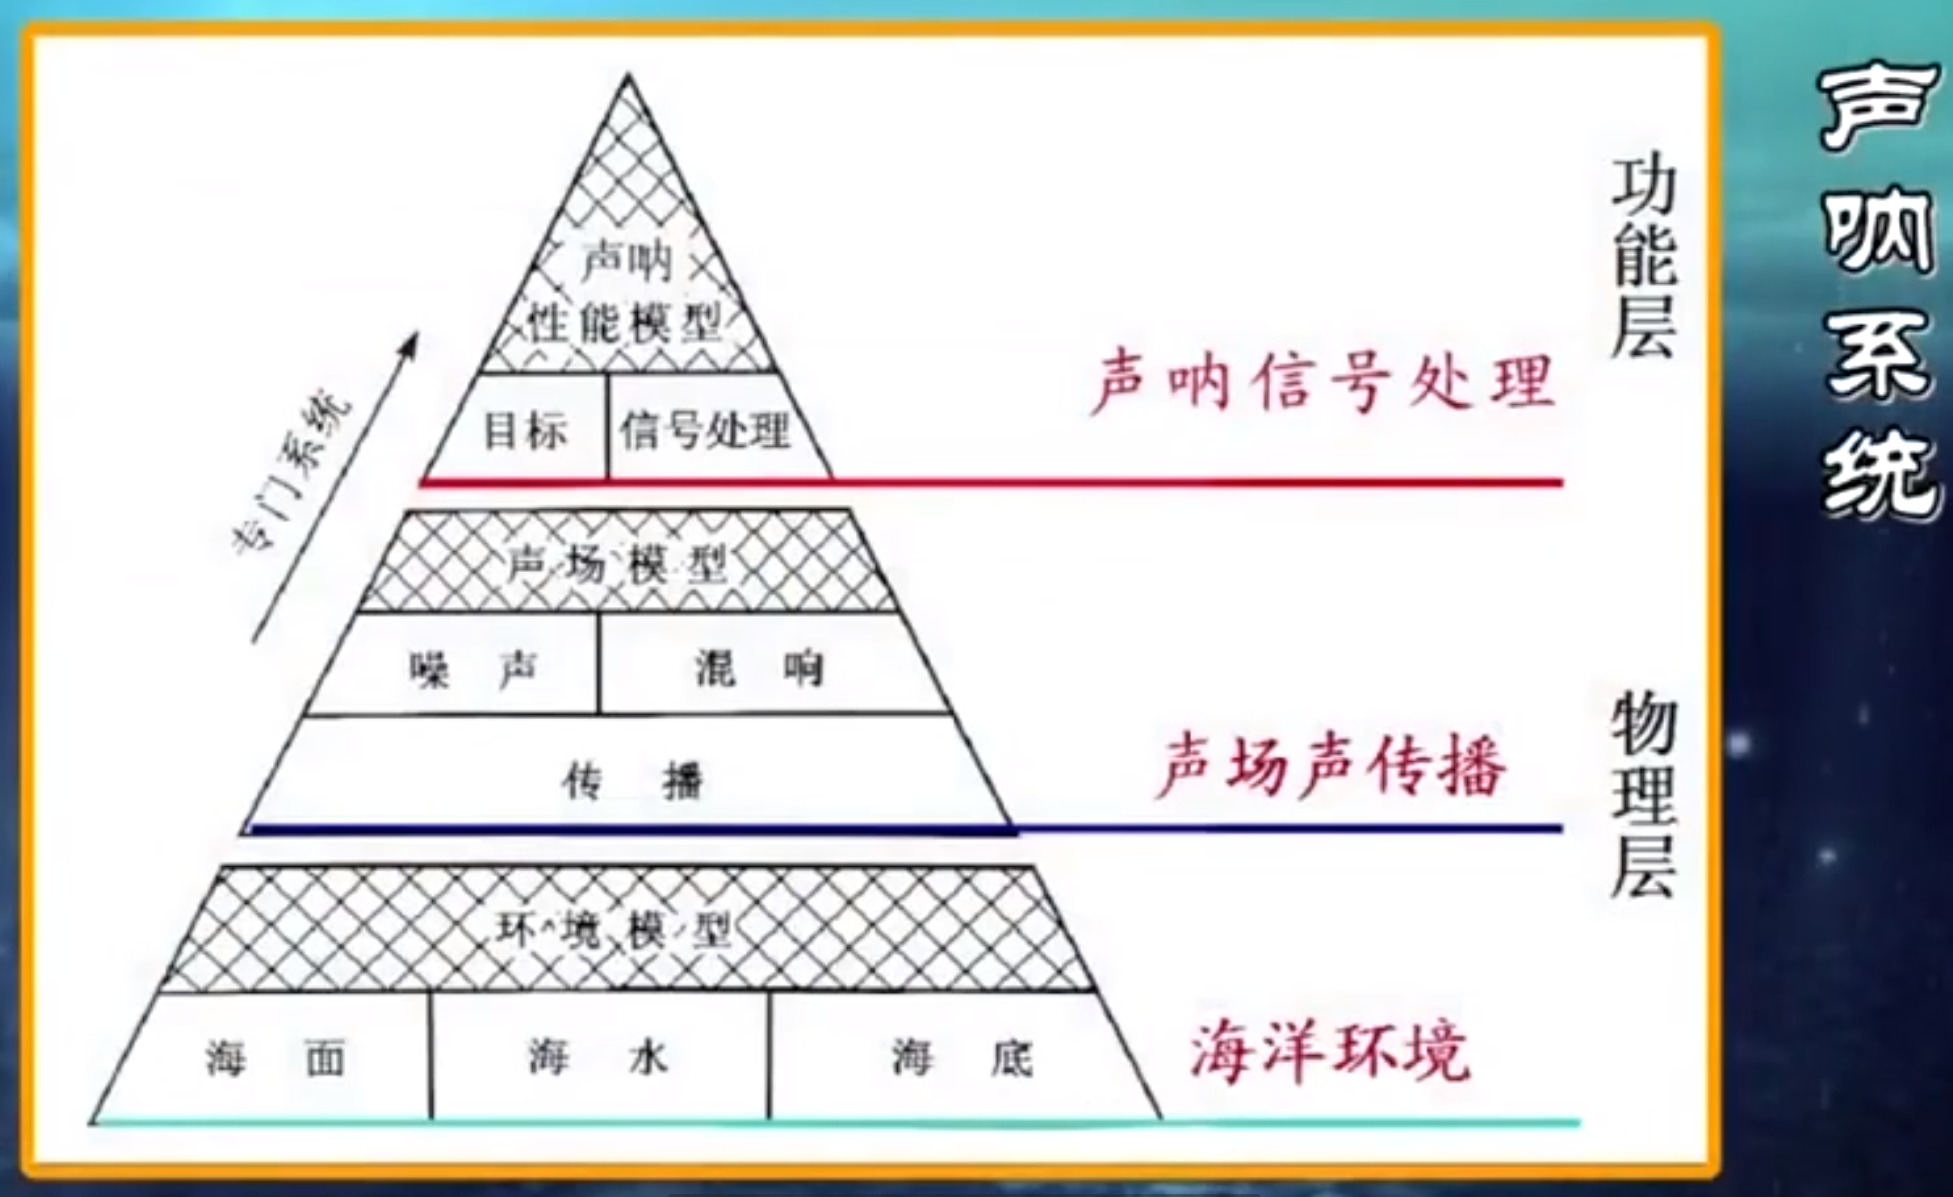 声呐系统
功能层
声呐
性能模型
声呐信号处理
目标 信号处理
专门系统
声场模型
噪声 混响
物理层
传播
声场声传播
环境模型
海面 海水 海底
海洋环境